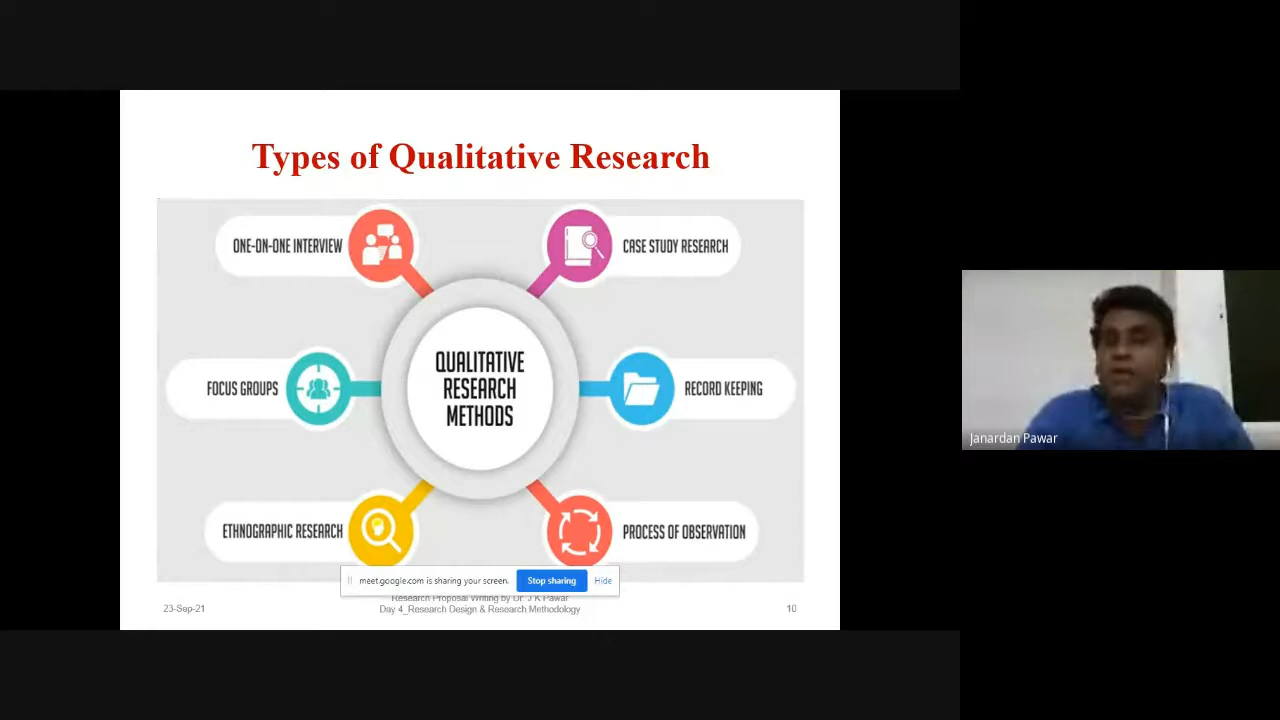 Types of Qualitative Research
ONE-ON-ONE INTERVIEW
CASE STUDY RESEARCH
FOCUS GROUPS
QUALITATIVE
RESEARCH
METHODS
RECORD KEEPING
ETHNOGRAPHIC RESEARCH
PROCESS OF OBSERVATION
meet.google.com is sharing your screen.
Stop sharing
Hide
Research Proposal Writing by Dr. J K Pawar
23-Sep-21
Day 4_Research Design & Research Methodology
10
Janardan Pawar